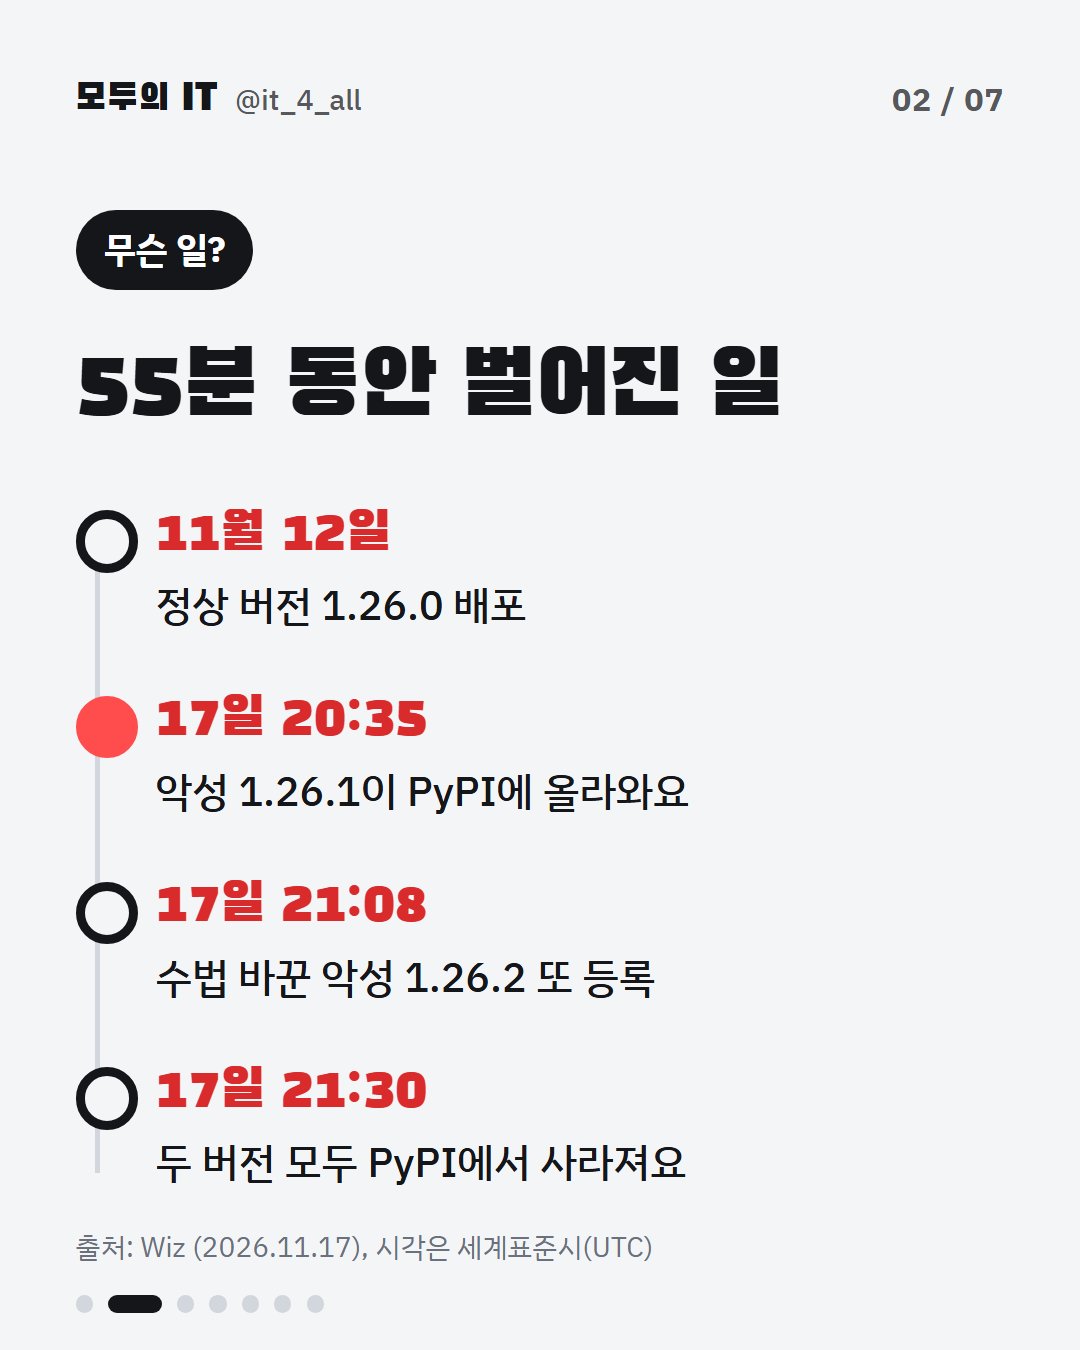 모두의 IT @it_4_all
02 / 07
무슨 일?
55분 동안 벌어진 일
11월 12일
정상 버전 1.26.0 배포
17일 20:35
악성 1.26.1이 PyPI에 올라와요
17일 21:08
수법 바꾼 악성 1.26.2 또 등록
17일 21:30
두 버전 모두 PyPI에서 사라져요
출처: Wiz (2026.11.17), 시각은 세계표준시(UTC)